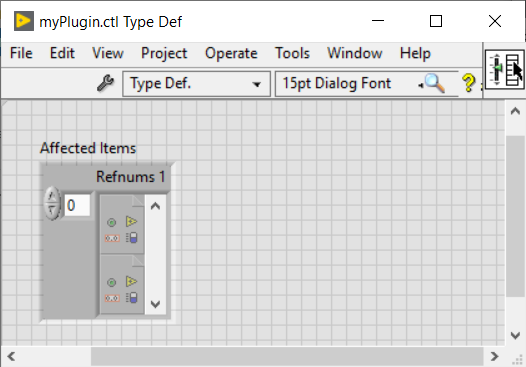 myPlugin.ctl Type Def
File Edit View Project Operate Tools Window Help
Type Def. 15pt Dialog Font
Affected Items
Refnums 1
0